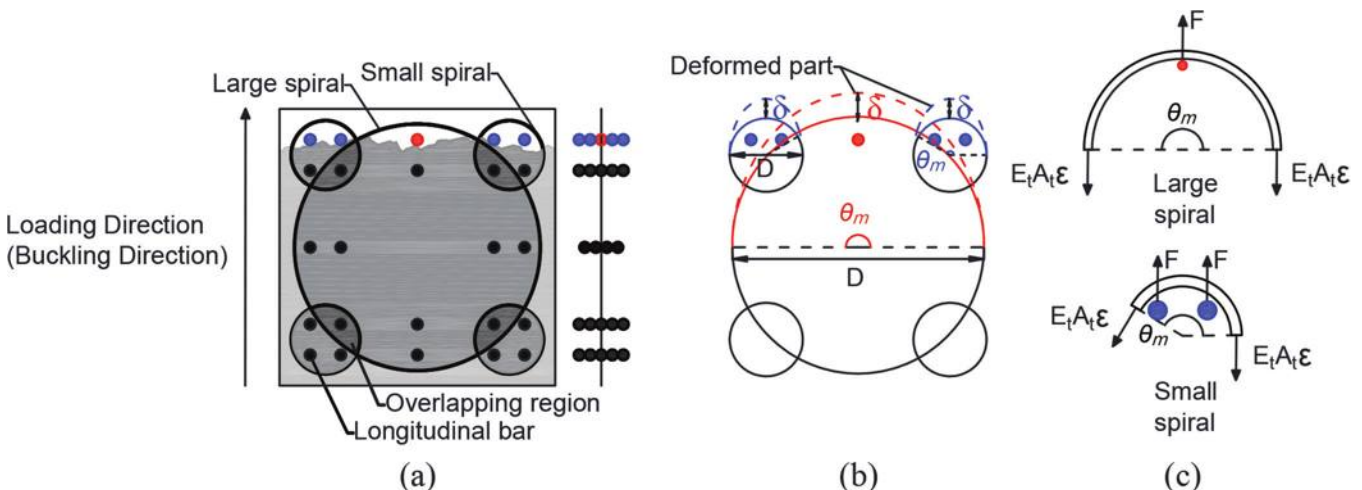 Large spiral
Small spiral
Loading Direction
(Buckling Direction)
Overlapping region
Longitudinal bar
(a)
Deformed part
δ
δ
δ
D
θm
θm
D
(b)
F
θm
EtAtε
EtAtε
Large
spiral
F
F
EtAtε
θm
EtAtε
Small
spiral
(c)